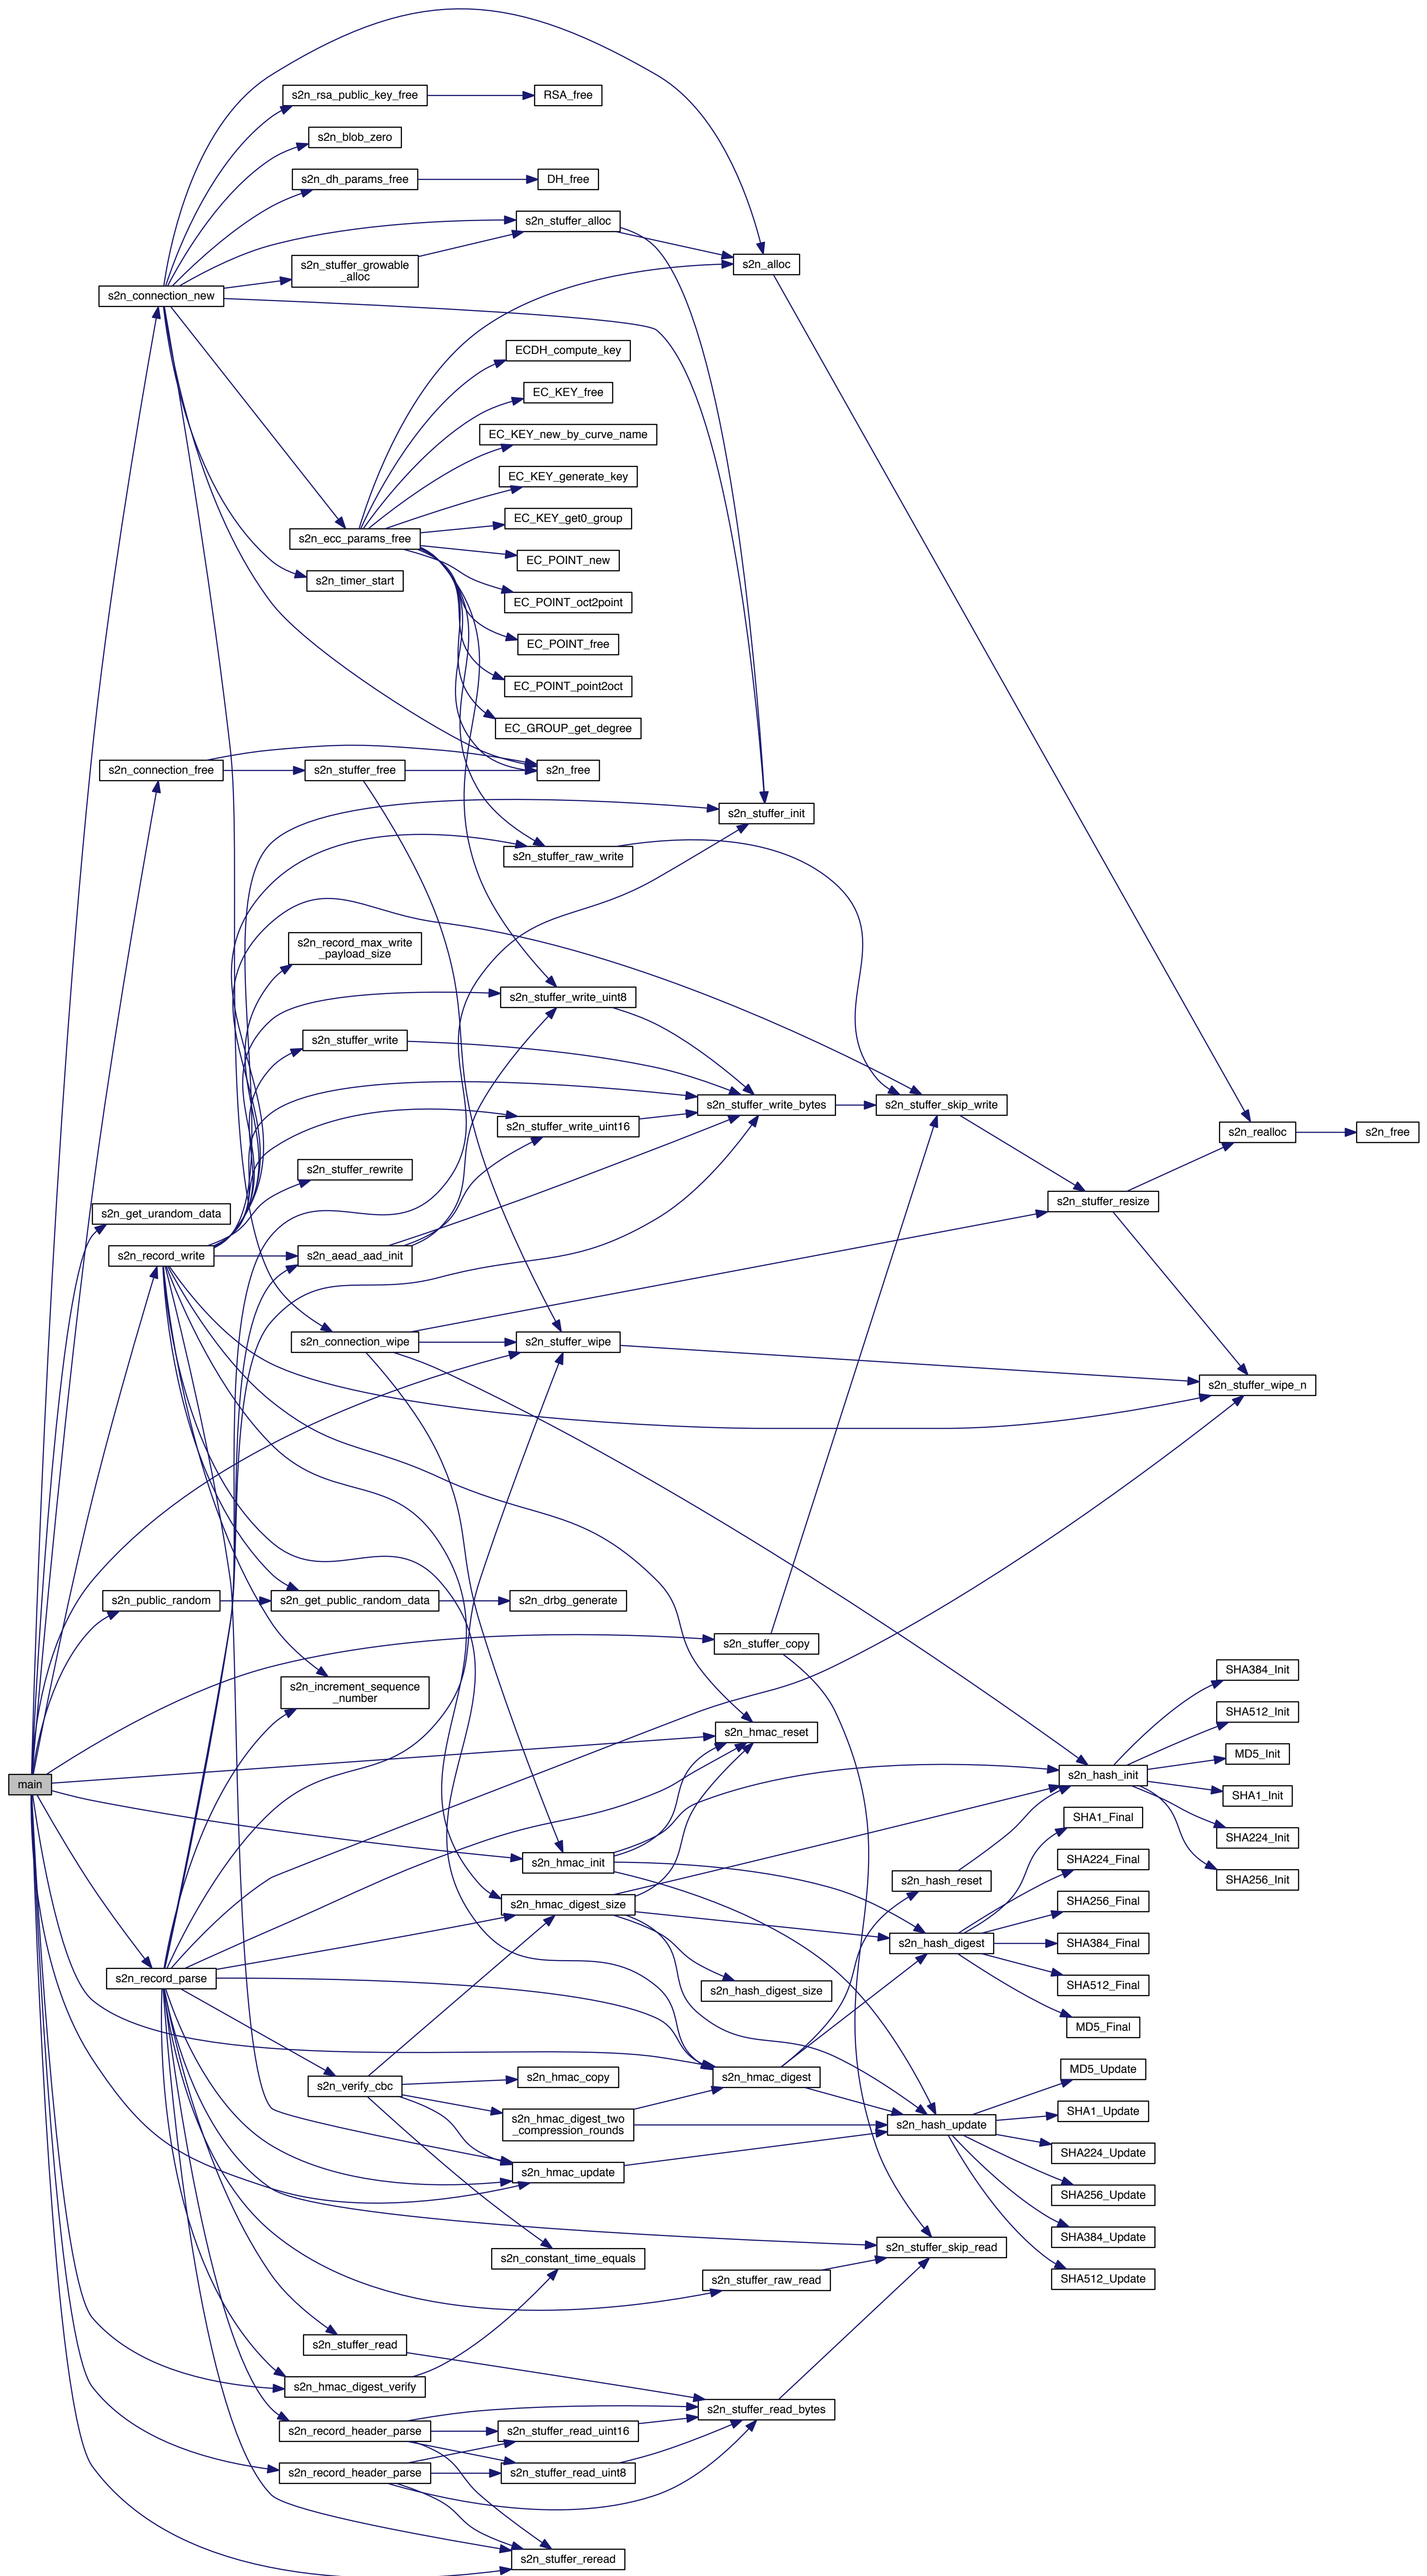 s2n_rsa_public_key_free
RSA_free
s2n_blob_zero
s2n_dh_params_free
DH_free
s2n_stuffer_alloc
s2n_stuffer_growable
_alloc
s2n_alloc
s2n_connection_new
ECDH_compute_key
EC_KEY_free
EC_KEY_new_by_curve_name
EC_KEY_generate_key
EC_KEY_get0_group
s2n_ecc_params_free
EC_POINT_new
s2n_timer_start
EC_POINT_oct2point
EC_POINT_free
EC_POINT_point2oct
EC_GROUP_get_degree
s2n_connection_free
s2n_stuffer_free
s2n_free
s2n_stuffer_init
s2n_stuffer_raw_write
s2n_record_max_write
_payload_size
s2n_stuffer_write_uint8
s2n_stuffer_write
s2n_stuffer_write_bytes
s2n_stuffer_skip_write
s2n_stuffer_write_uint16
s2n_realloc
s2n_free
s2n_stuffer_rewrite
s2n_stuffer_resize
s2n_get_urandom_data
s2n_record_write
s2n_aead_aad_init
s2n_connection_wipe
s2n_stuffer_wipe
s2n_stuffer_wipe_n
s2n_public_random
s2n_get_public_random_data
s2n_drbg_generate
s2n_stuffer_copy
SHA384_Init
s2n_increment_sequence
_number
SHA512_Init
s2n_hmac_reset
MD5_Init
s2n_hash_init
main
SHA1_Init
SHA1_Final
SHA224_Init
s2n_hmac_init
SHA224_Final
s2n_hash_reset
SHA256_Init
s2n_hmac_digest_size
SHA256_Final
s2n_hash_digest
SHA384_Final
s2n_record_parse
SHA512_Final
s2n_hash_digest_size
MD5_Final
MD5_Update
s2n_hmac_copy
s2n_hmac_digest
s2n_verify_cbc
SHA1_Update
s2n_hmac_digest_two
_compression_rounds
s2n_hash_update
SHA224_Update
s2n_hmac_update
SHA256_Update
SHA384_Update
s2n_stuffer_skip_read
s2n_constant_time_equals
SHA512_Update
s2n_stuffer_raw_read
s2n_stuffer_read
s2n_hmac_digest_verify
s2n_stuffer_read_bytes
s2n_record_header_parse
s2n_stuffer_read_uint16
s2n_record_header_parse
s2n_stuffer_read_uint8
s2n_stuffer_reread